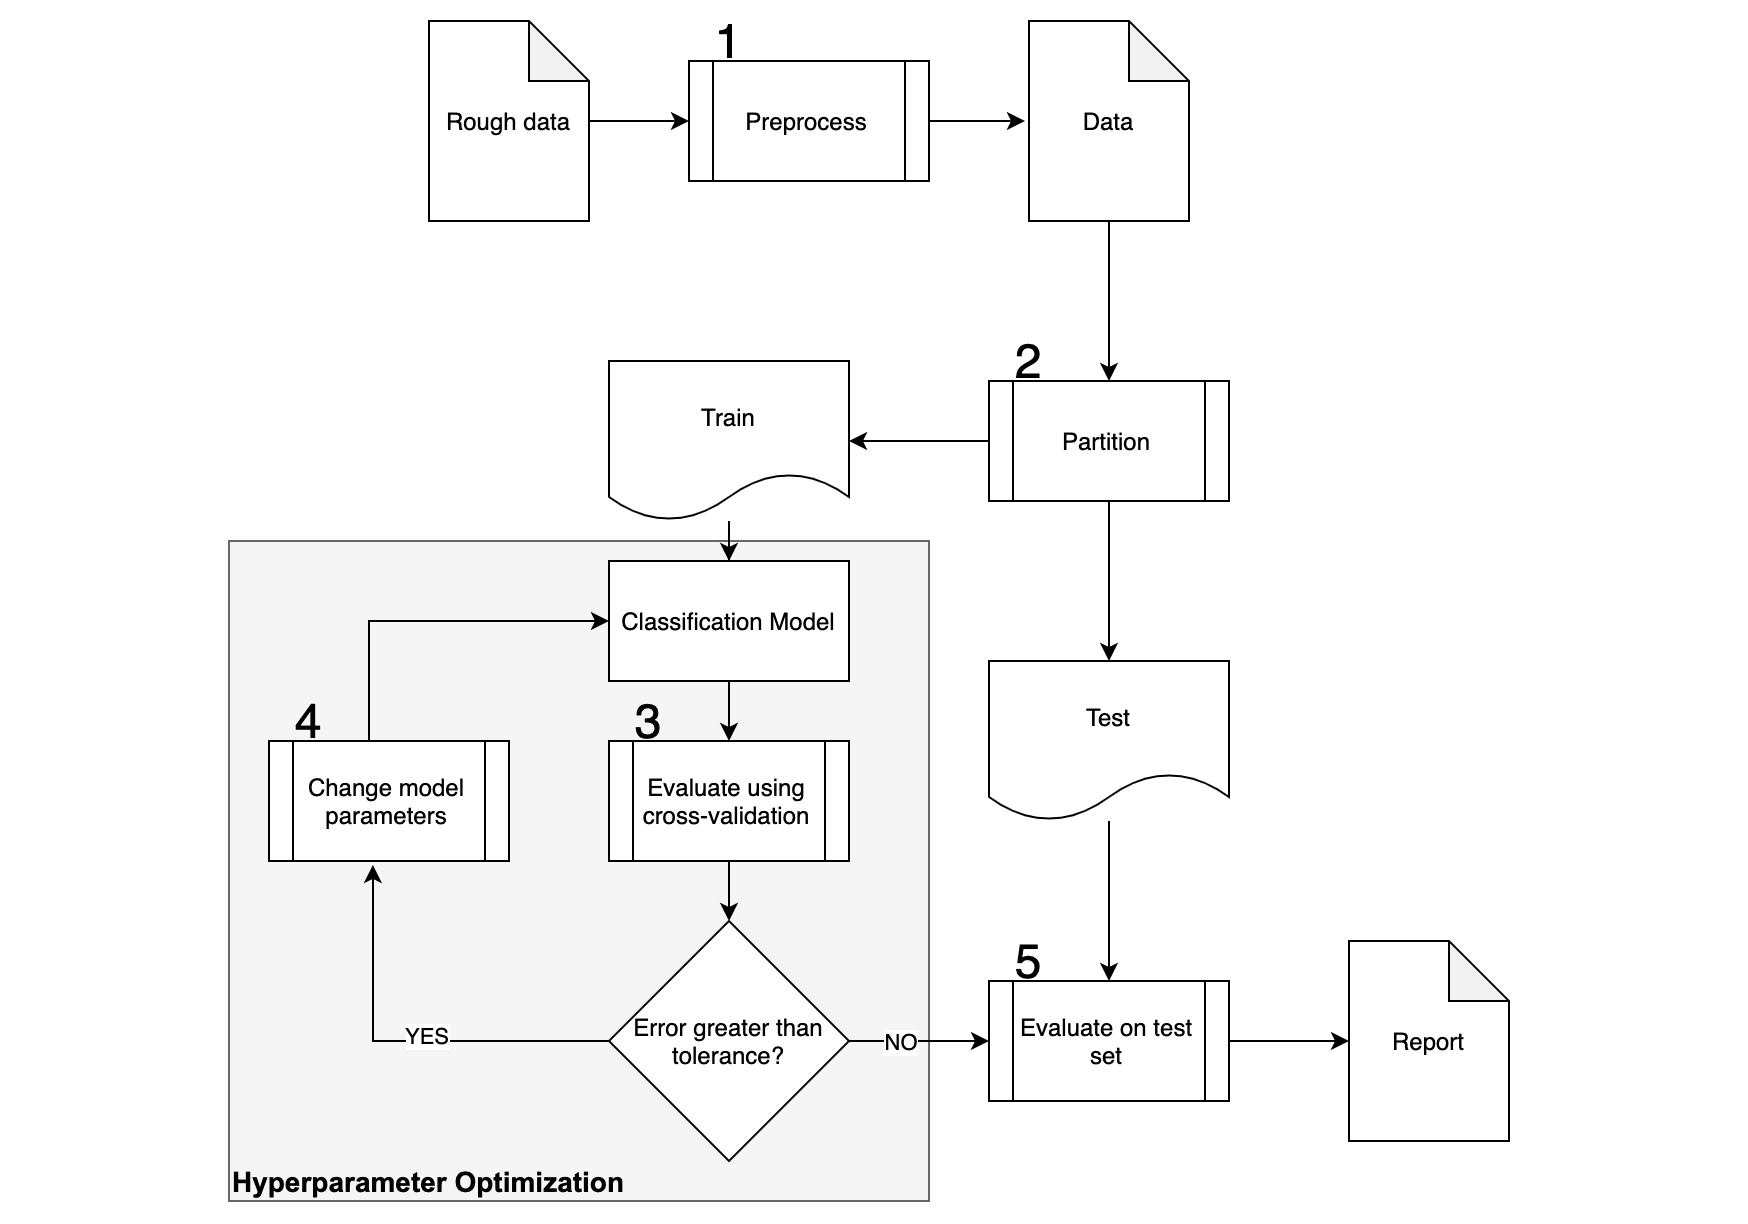 1
Rough data
Preprocess
Data
2
Train
Partition
Classification Model
4
3
Change model
parameters
Evaluate using
cross-validation
Test
5
YES
Error greater than
tolerance?
NO
Evaluate on test
set
Report
Hyperparameter Optimization